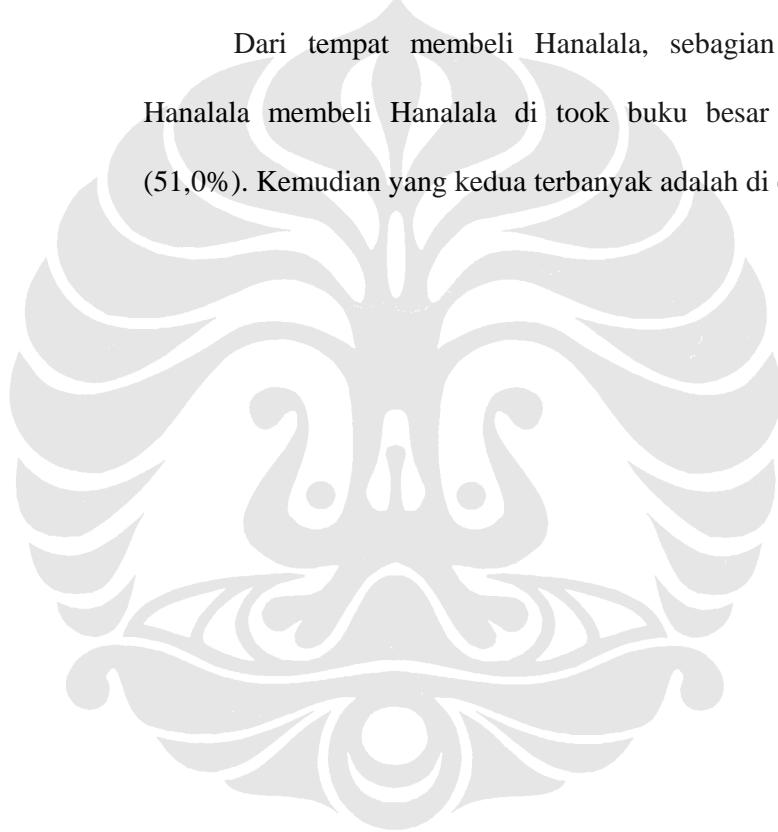 Dari tempat membeli Hanalala, sebagian
Hanalala membeli Hanalala di took buku besar
(51,0%). Kemudian yang kedua terbanyak adalah di